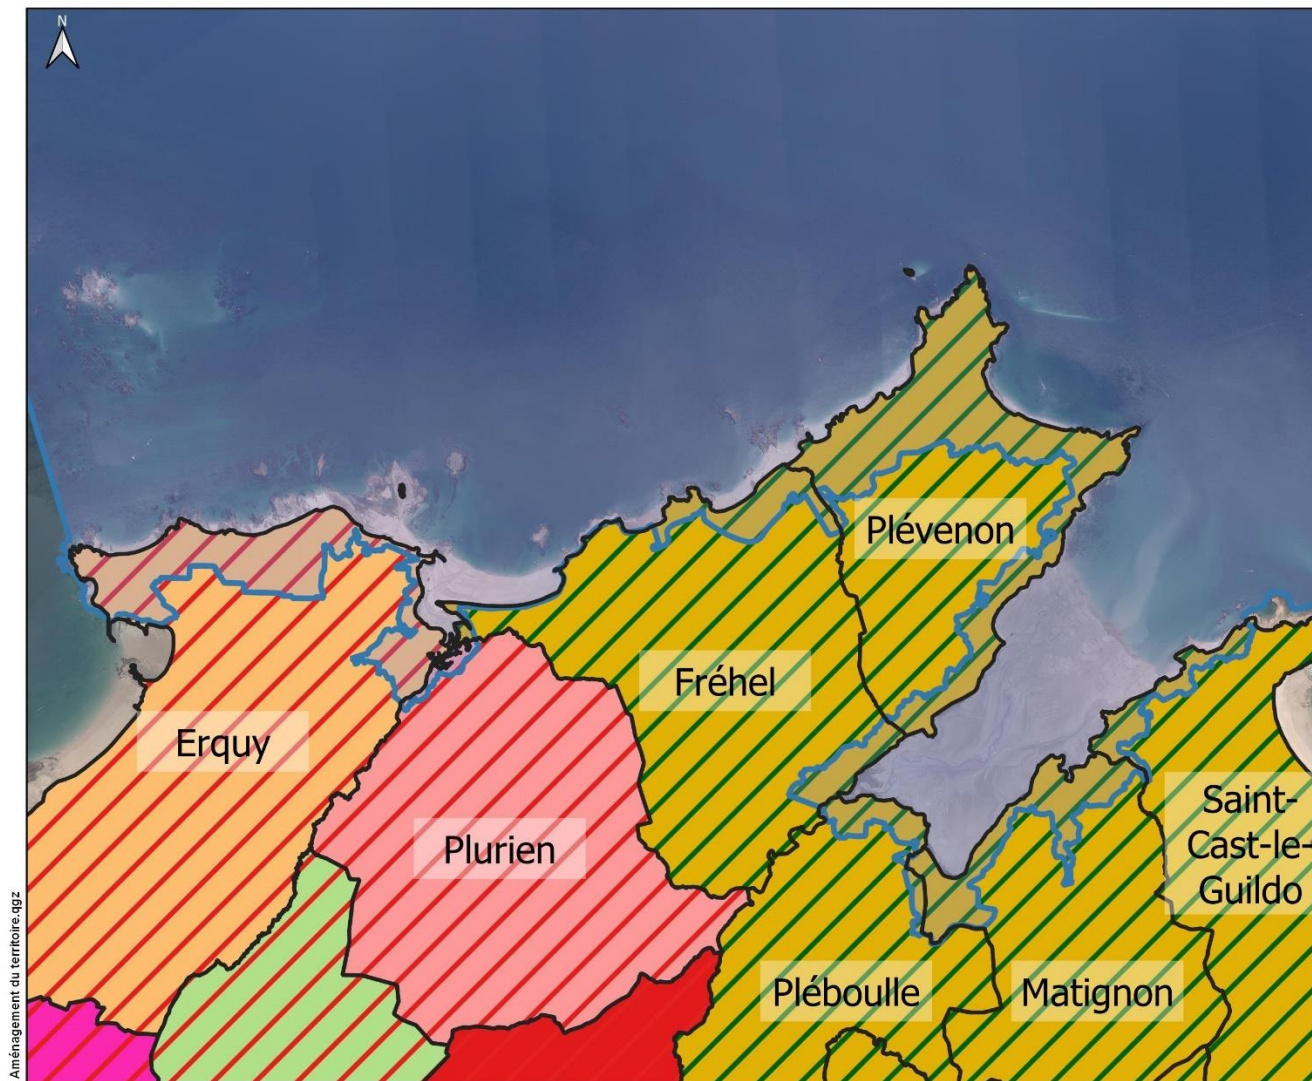 N
Plévenon
Fréhel
Erquy
Saint-
Cast-le-
Guildo
Plurien
Pléboulle
Matignon
Aménagement du territoire.qgz